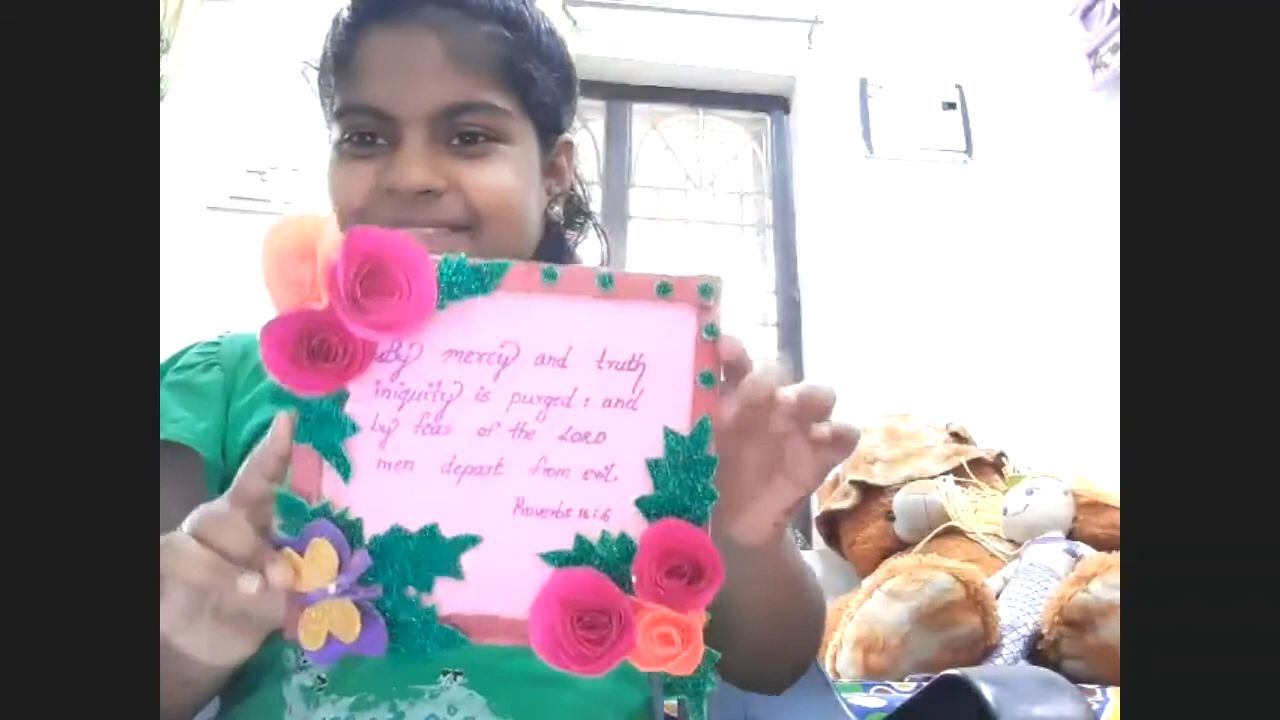 By mercy and truth
iniquity is purged: and
by fear of the LORD
men depart from evil.
Proverbs 16:6